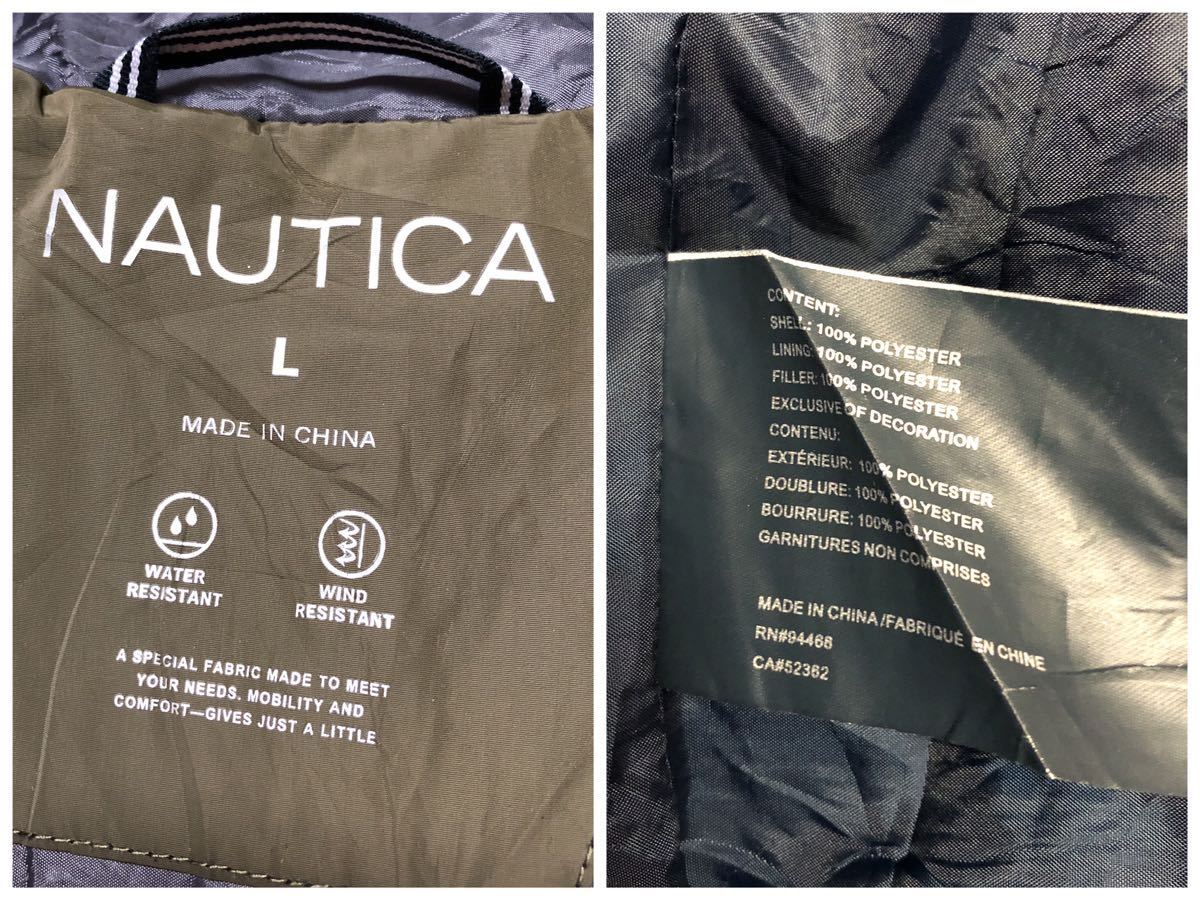 NAUTICA
L
MADE IN CHINA
WATER
RESISTANT
WIND
RESISTANT
A SPECIAL FABRIC MADE TO MEET
YOUR NEEDS. MOBILITY AND
COMFORT—GIVES JUST A LITTLE
CONTENT:
SHELL: 100% POLYESTER
LINING: 100% POLYESTER
FILLER: 100% POLYESTER
EXCLUSIVE OF DECORATION
CONTENU:
EXTÉRIEUR: 100% POLYESTER
DOUBLURE: 100% POLYESTER
BOURRURE: 100% POLYESTER
GARNITURES NON COMPRISES
MADE IN CHINA/FABRIQUÉ EN CHINE
RN#94466
CA#52362